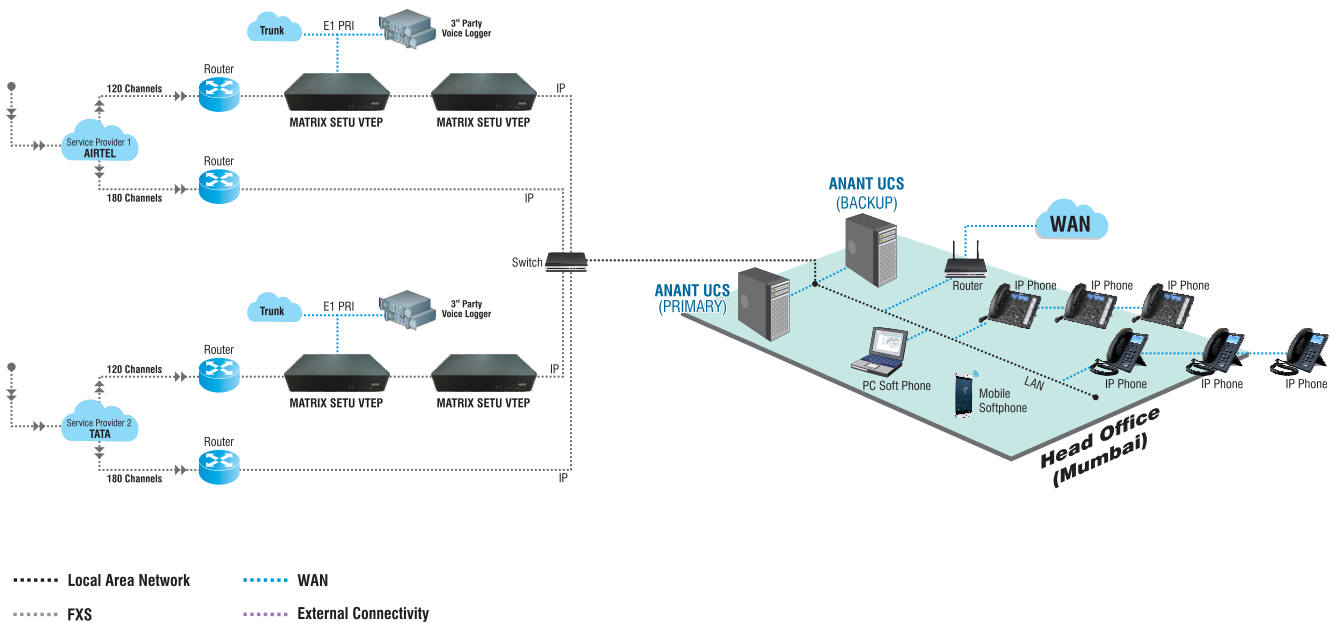 Trunk
E1 PRI
3rd Party
Voice Logger
Router
120 Channels
IP
MATRIX SETU VTEP
MATRIX SETU VTEP
Service Provider 1
AIRTEL
Router
180 Channels
IP
ANANT UCS
(BACKUP)
WAN
Switch
Router
ANANT UCS
(PRIMARY)
IP Phone
IP Phone
IP Phone
Trunk
E1 PRI
3rd Party
Voice Logger
Router
120 Channels
IP
MATRIX SETU VTEP
MATRIX SETU VTEP
PC Soft Phone
Mobile
Softphone
LAN
IP Phone
IP Phone
IP Phone
Service Provider 2
TATA
Router
180 Channels
IP
Head Office
(Mumbai)
Local Area Network
WAN
FXS
External Connectivity